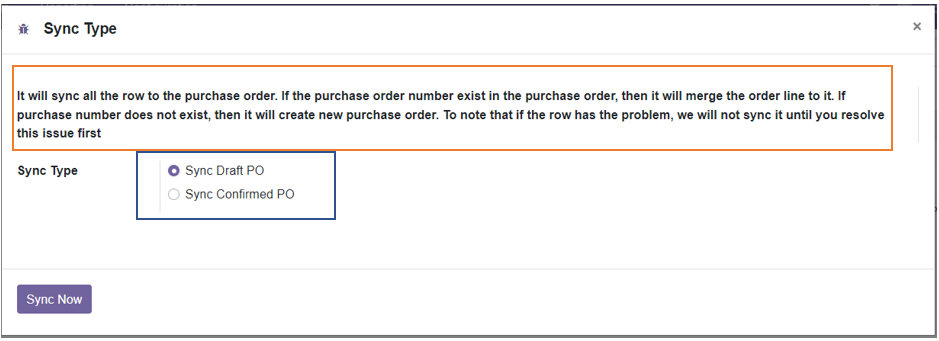 Sync Type
It will sync all the row to the purchase order. If the purchase order number exist in the purchase order, then it will merge the order line to it. If
purchase number does not exist, then it will create new purchase order. To note that if the row has the problem, we will not sync it until you resolve
this issue first
Sync Type
Sync Draft PO
Sync Confirmed PO
Sync Now